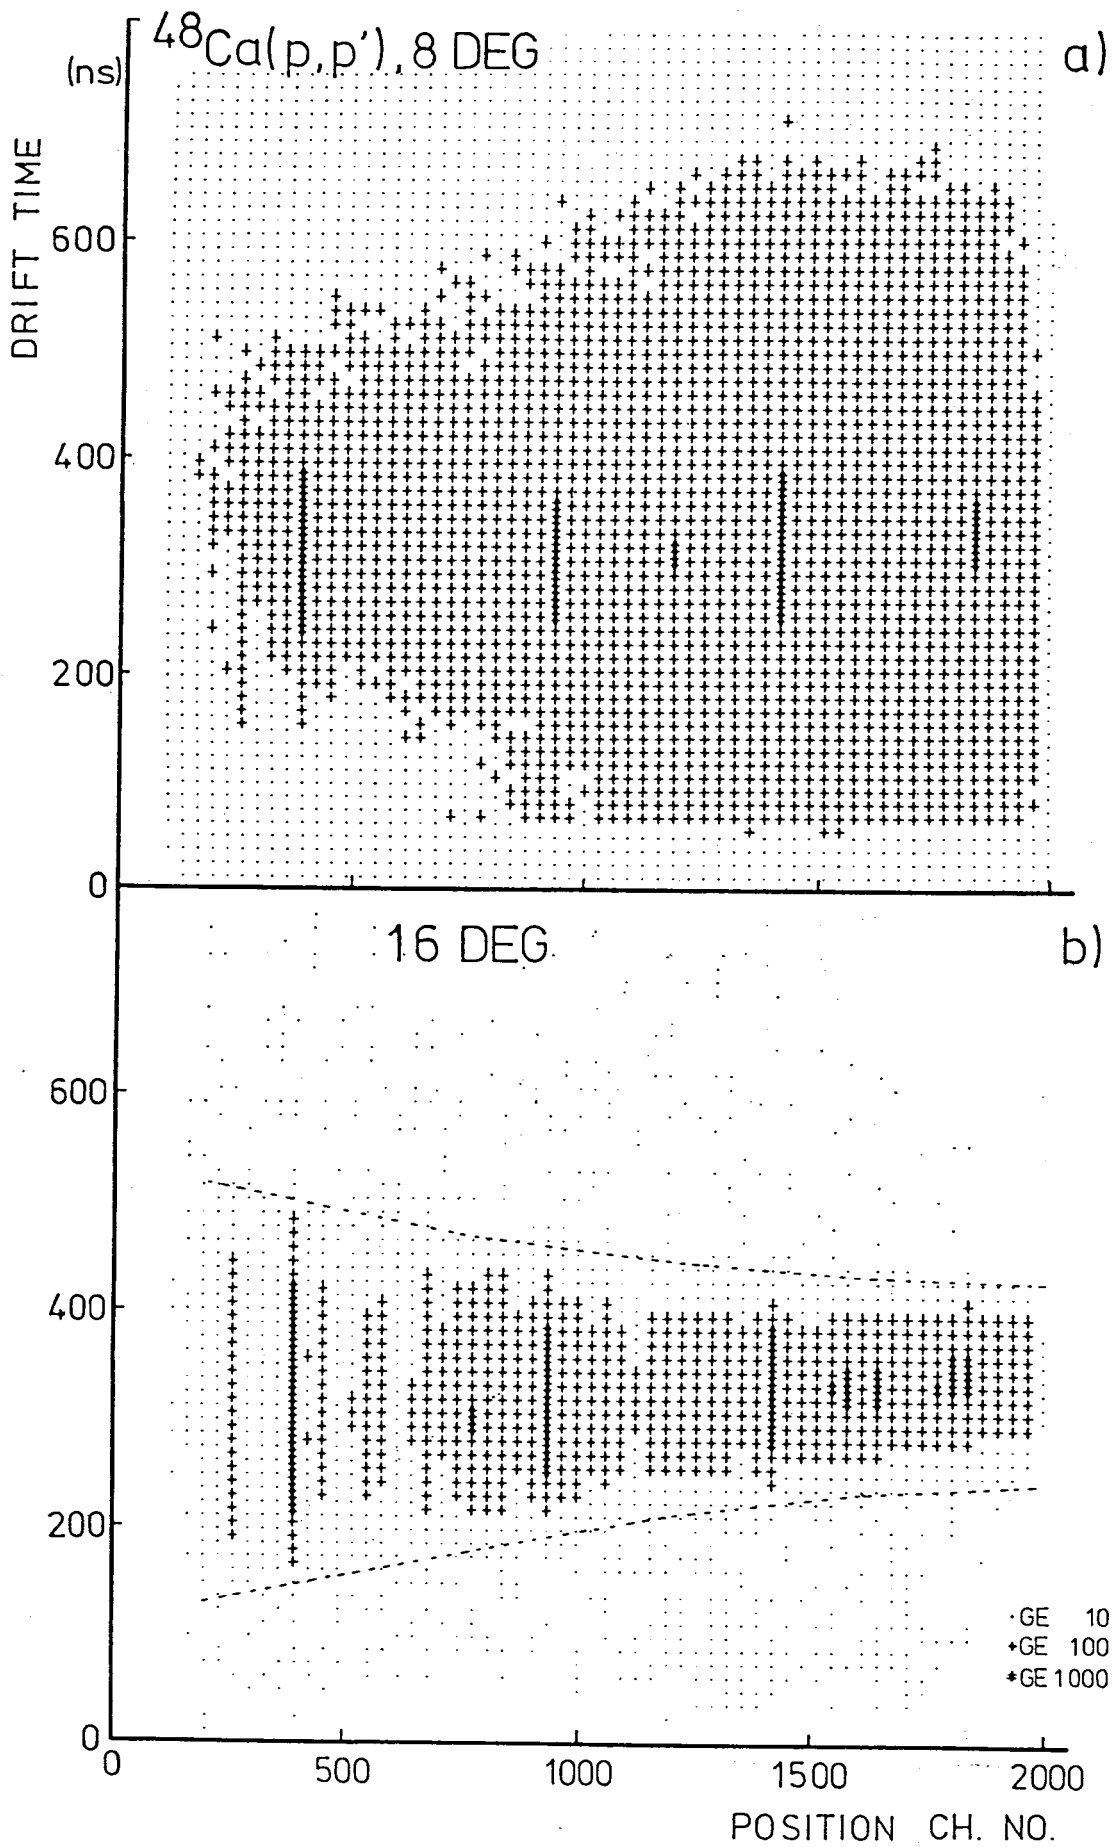 48Ca(p,p'), 8 DEG
a)
(ns)
DRIFT TIME
600
400
200
0
16 DEG
b)
600
400
200
0
·GE 10
+GE 100
*GE 1000
0
500
1000
1500
2000
POSITION CH. NO.